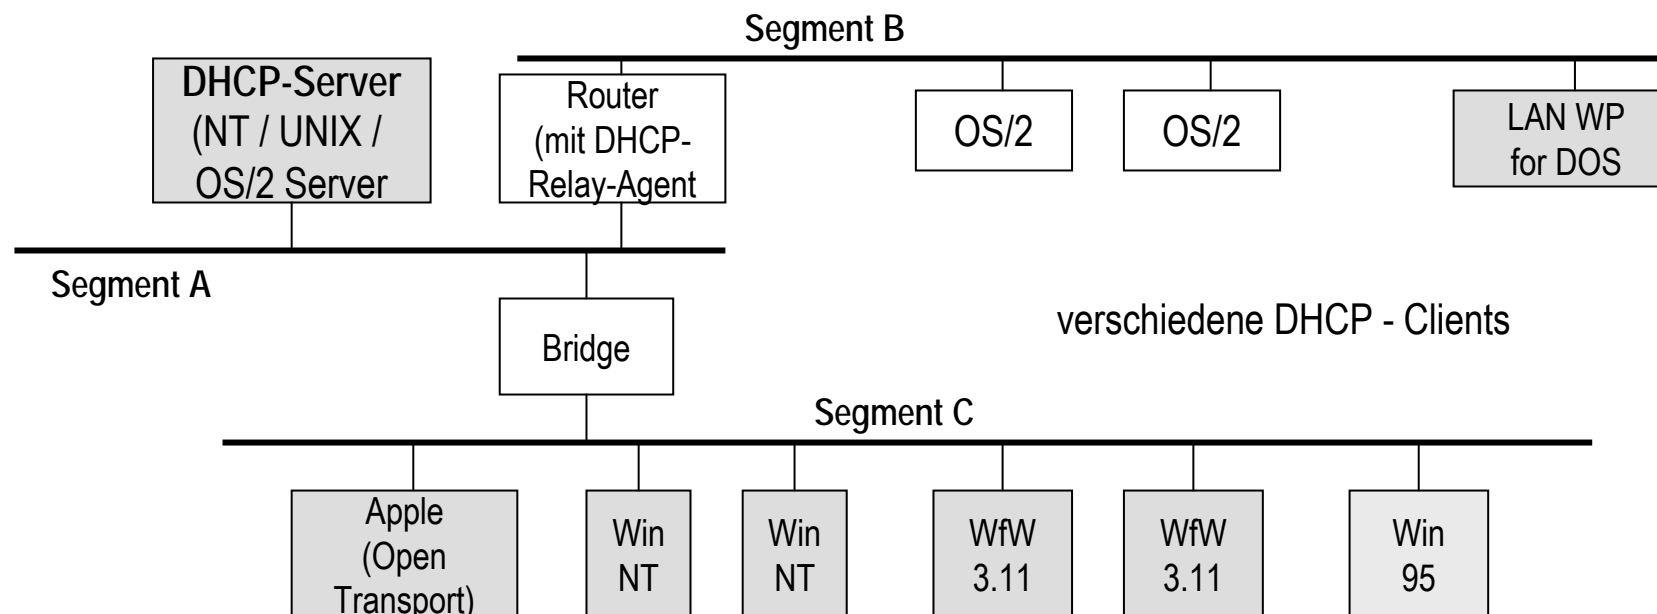 Segment B
DHCP-Server
(NT / UNIX /
OS/2 Server
Router
(mit DHCP-
Relay-Agent
OS/2
OS/2
LAN WP
for DOS
Segment A
Bridge
verschiedene DHCP - Clients
Segment C
Apple
(Open
Transport)
Win
NT
Win
NT
WfW
3.11
WfW
3.11
Win
95